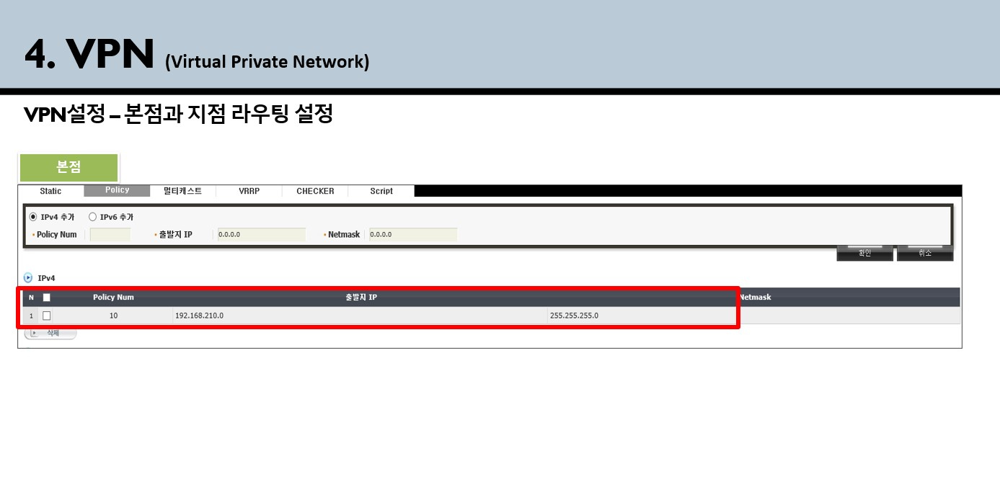 4. VPN (Virtual Private Network)
VPN설정 – 본점과 지점 라우팅 설정
본점
Static Policy 멀티캐스트 VRRP CHECKER Script
IPv4 추가 IPv6 추가
Policy Num 출발지 IP 0.0.0.0 Netmask 0.0.0.0
확인 취소
IPv4
N Policy Num 출발지 IP Netmask
1 10 192.168.210.0 255.255.255.0
삭제